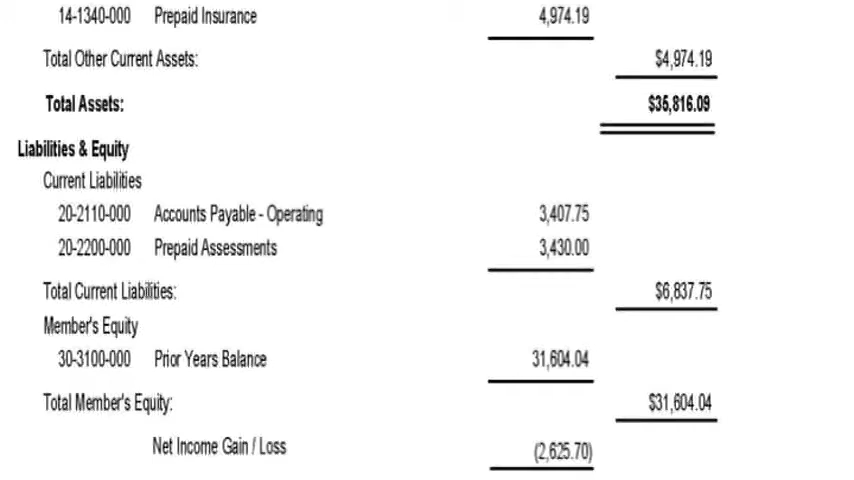 14-1340-000 Prepaid Insurance 4,974.19
Total Other Current Assets: $4,974.19
Total Assets: $35,816.09
Liabilities & Equity
Current Liabilities
20-2110-000 Accounts Payable - Operating 3,407.75
20-2200-000 Prepaid Assessments 3,430.00
Total Current Liabilities: $6,837.75
Member's Equity
30-3100-000 Prior Years Balance 31,604.04
Total Member's Equity: $31,604.04
Net Income Gain / Loss (2,625.70)